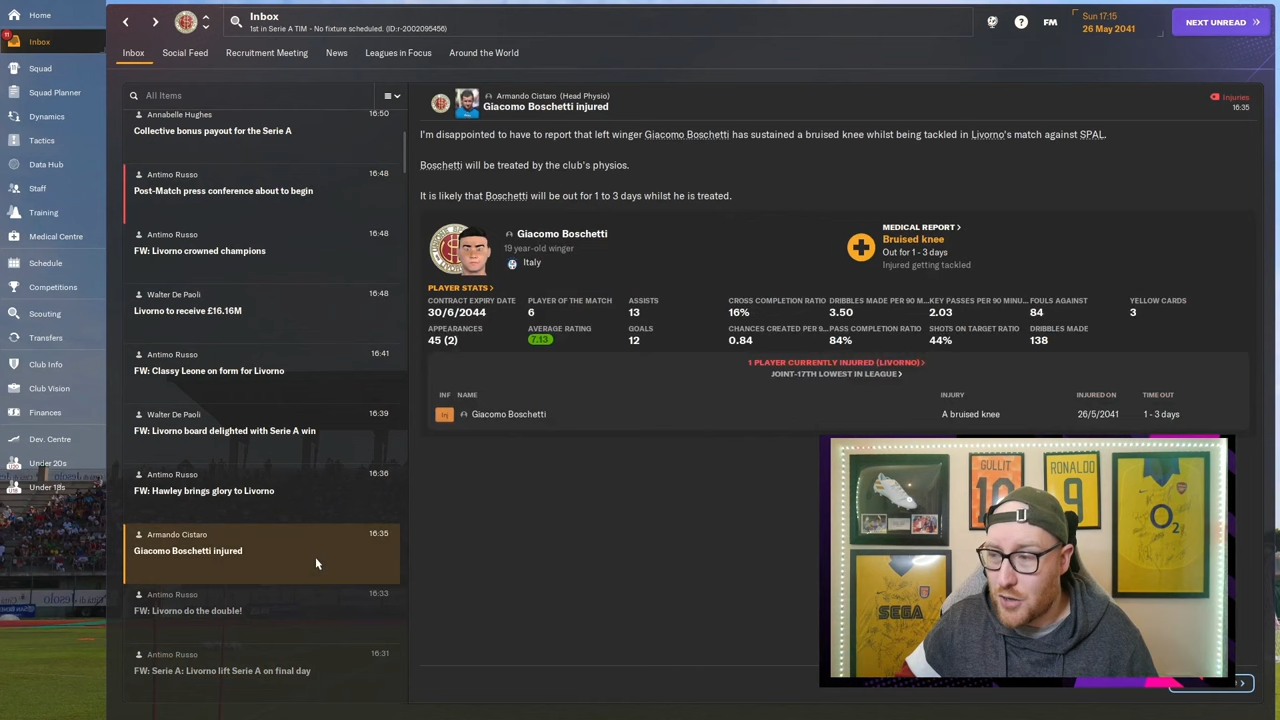 Home
Inbox
11
Squad
Squad Planner
Dynamics
Tactics
Data Hub
Staff
Training
Medical Centre
Schedule
Competitions
Scouting
Transfers
Club Info
Club Vision
Finances
Dev. Centre
Under 20s
Under 18s
Inbox
1st in Serie A TIM - No fixture scheduled. (ID:r-2002095456)
FM
Sun 17:15
26 May 2041
NEXT UNREAD
Inbox
Social Feed
Recruitment Meeting
News
Leagues in Focus
Around the World
All Items
Annabelle Hughes 16:50
Collective bonus payout for the Serie A
Antimo Russo 16:48
Post-Match press conference about to begin
Antimo Russo 16:48
FW: Livorno crowned champions
Walter De Paoli 16:48
Livorno to receive £16.16M
Antimo Russo 16:41
FW: Classy Leone on form for Livorno
Walter De Paoli 16:39
FW: Livorno board delighted with Serie A win
Antimo Russo 16:36
FW: Hawley brings glory to Livorno
Armando Cistaro 16:35
Giacomo Boschetti injured
Antimo Russo 16:33
FW: Livorno do the double!
Antimo Russo 16:31
FW: Serie A: Livorno lift Serie A on final day
Armando Cistaro (Head Physio)
Giacomo Boschetti injured
Injuries
16:35
I'm disappointed to have to report that left winger Giacomo Boschetti has sustained a bruised knee whilst being tackled in Livorno's match against SPAL.
Boschetti will be treated by the club's physios.
It is likely that Boschetti will be out for 1 to 3 days whilst he is treated.
Giacomo Boschetti
19 year-old winger
Italy
MEDICAL REPORT
Bruised knee
Out for 1 - 3 days
Injured getting tackled
PLAYER STATS
CONTRACT EXPIRY DATE PLAYER OF THE MATCH ASSISTS CROSS COMPLETION RATIO DRIBBLES MADE PER 90 M... KEY PASSES PER 90 MINU... FOULS AGAINST YELLOW CARDS
30/6/2044 6 13 16% 3.50 2.03 84 3
APPEARANCES AVERAGE RATING GOALS CHANCES CREATED PER 9... PASS COMPLETION RATIO SHOTS ON TARGET RATIO DRIBBLES MADE
45 (2) 7.13 12 0.84 84% 44% 138
1 PLAYER CURRENTLY INJURED (LIVORNO)
JOINT-17TH LOWEST IN LEAGUE
INF NAME INJURY INJURED ON TIME OUT
Inj Giacomo Boschetti A bruised knee 26/5/2041 1 - 3 days
GULLIT
10
RONALDO
9
O2
SEGA